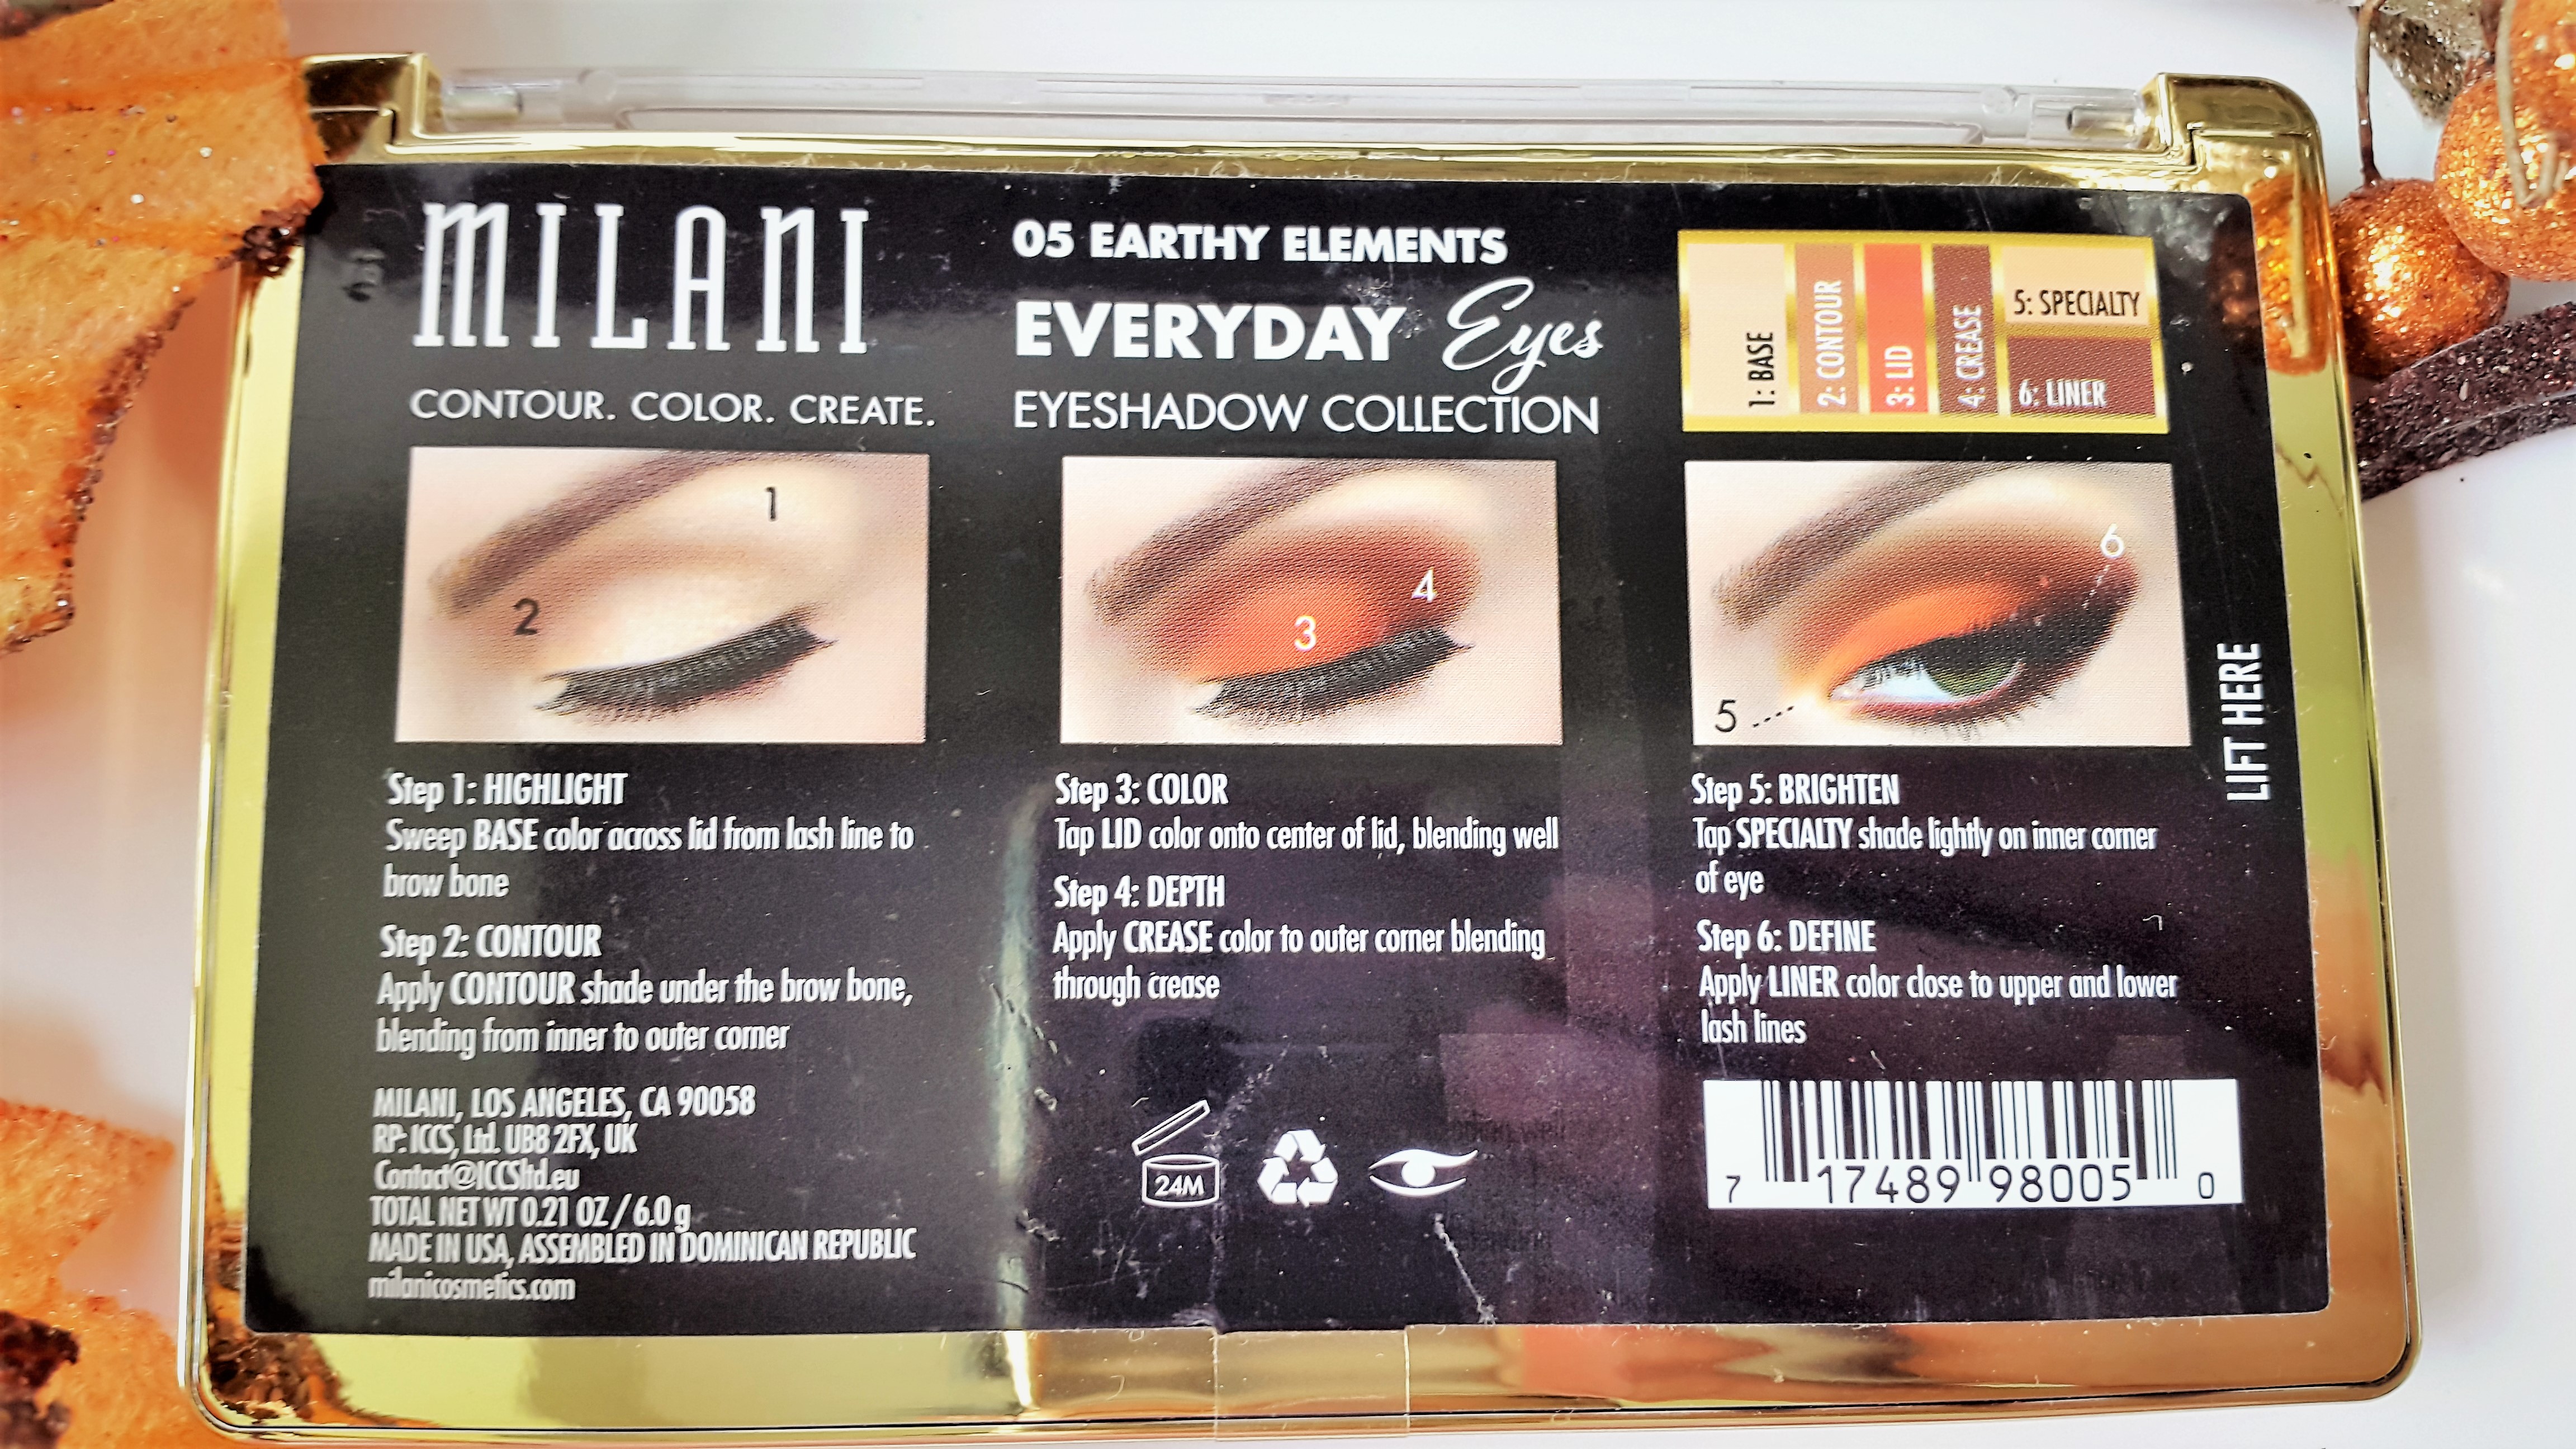 MILANI
CONTOUR. COLOR. CREATE.
05 EARTHY ELEMENTS
EVERYDAY Eyes
EYESHADOW COLLECTION
1: BASE
2: CONTOUR
3: LID
4: CREASE
5: SPECIALTY
6: LINER
1
2
3
4
5
6
LIFT HERE
Step 1: HIGHLIGHT
Sweep BASE color across lid from lash line to
brow bone
Step 2: CONTOUR
Apply CONTOUR shade under the brow bone,
blending from inner to outer corner
Step 3: COLOR
Tap LID color onto center of lid, blending well
Step 4: DEPTH
Apply CREASE color to outer corner blending
through crease
Step 5: BRIGHTEN
Tap SPECIALTY shade lightly on inner corner
of eye
Step 6: DEFINE
Apply LINER color close to upper and lower
lash lines
MILANI, LOS ANGELES, CA 90058
RP: ICCS, Ltd. UB8 2FX, UK
Contact@ICCSltd.eu
TOTAL NET WT 0.21 OZ / 6.0 g
MADE IN USA, ASSEMBLED IN DOMINICAN REPUBLIC
milanicosmetics.com
24M
7 17489 98005 0